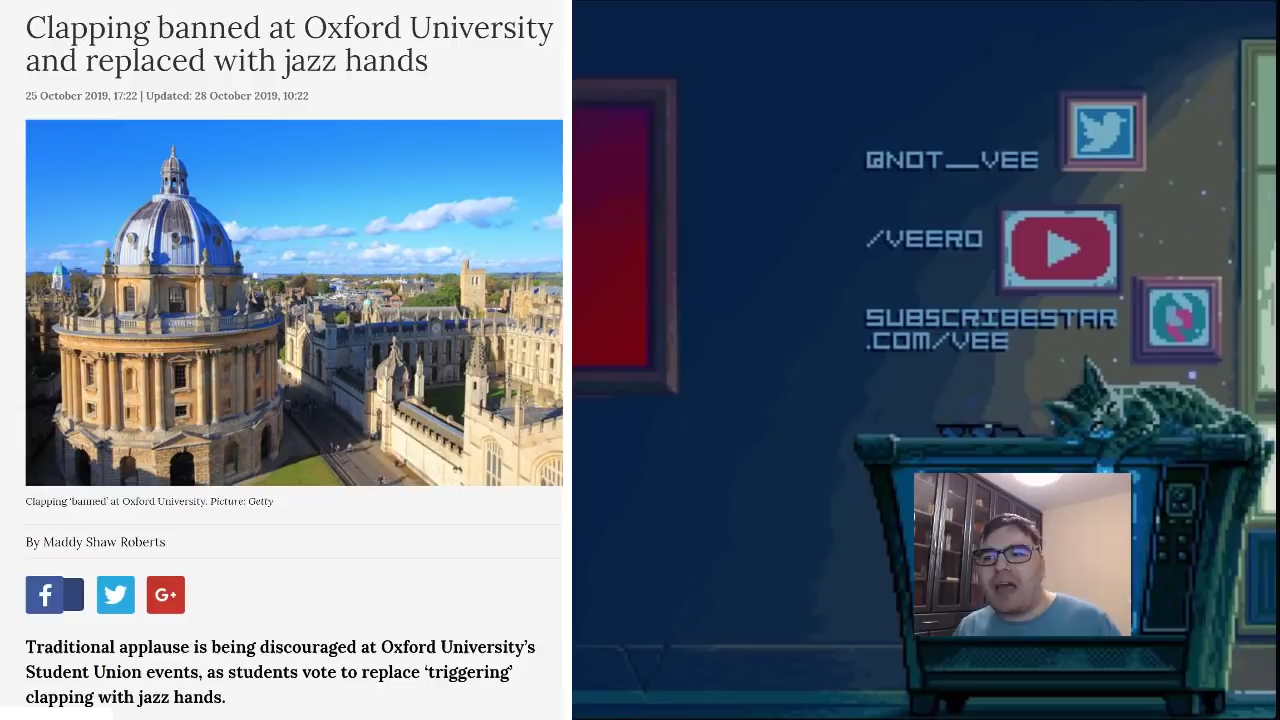 Clapping banned at Oxford University
and replaced with jazz hands
25 October 2019, 17:22 | Updated: 28 October 2019, 10:22
Clapping ‘banned’ at Oxford University. Picture: Getty
By Maddy Shaw Roberts
f
G+
Traditional applause is being discouraged at Oxford University’s
Student Union events, as students vote to replace ‘triggering’
clapping with jazz hands.
@NOT__VEE
/VEERO
SUBSCRIBESTAR
.COM/VEE